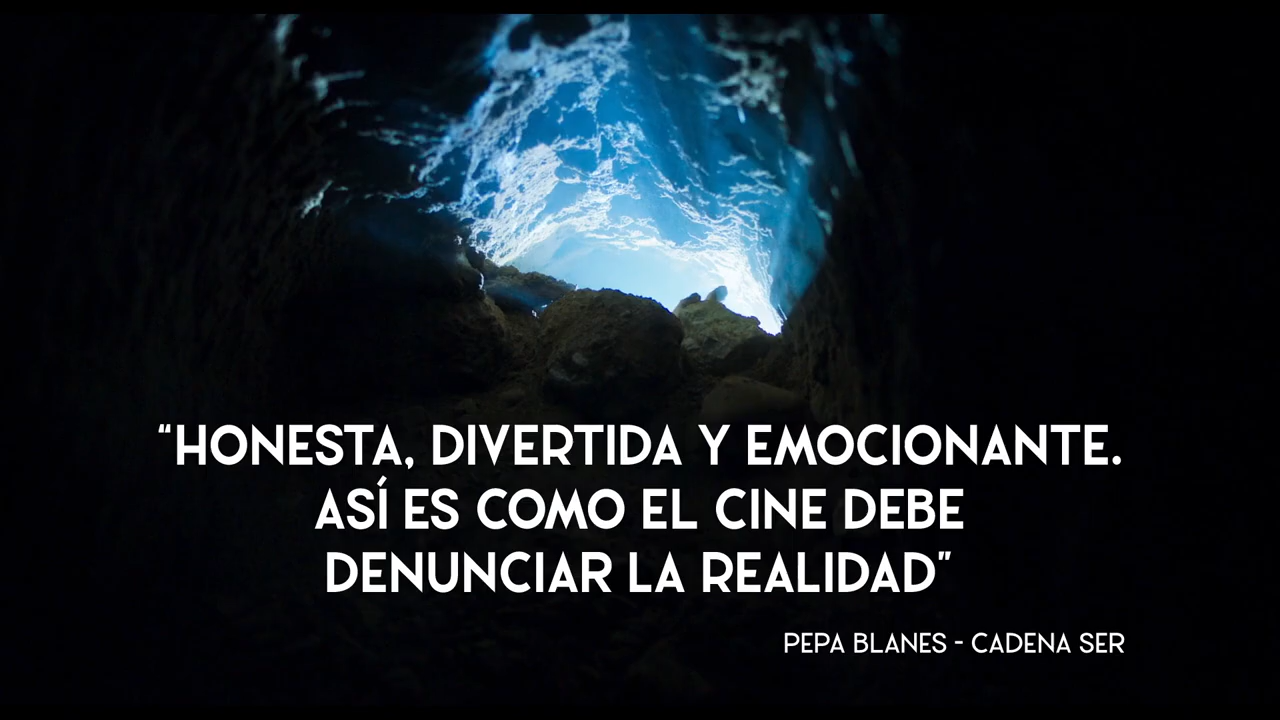 “HONESTA, DIVERTIDA Y EMOCIONANTE.
ASÍ ES COMO EL CINE DEBE
DENUNCIAR LA REALIDAD”
PEPA BLANES - CADENA SER